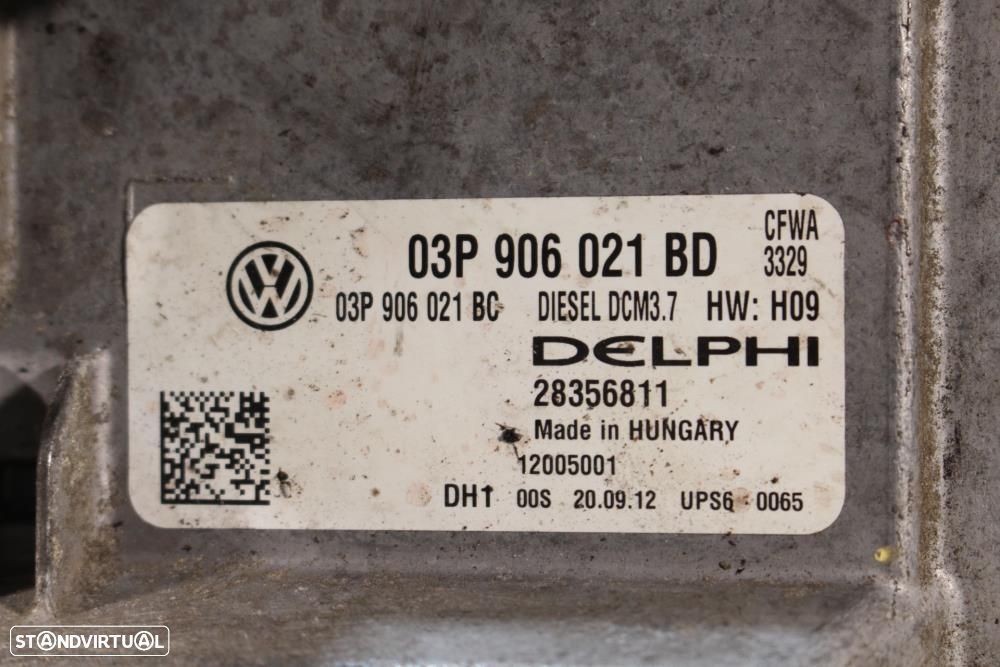 CFWA
03P 906 021 BD 3329
03P 906 021 BC DIESEL DCM3.7 HW: H09
DELPHI
28356811
Made in HUNGARY
12005001
DH1 00S 20.09.12 UPS6 0065
STANDVIRTUAL